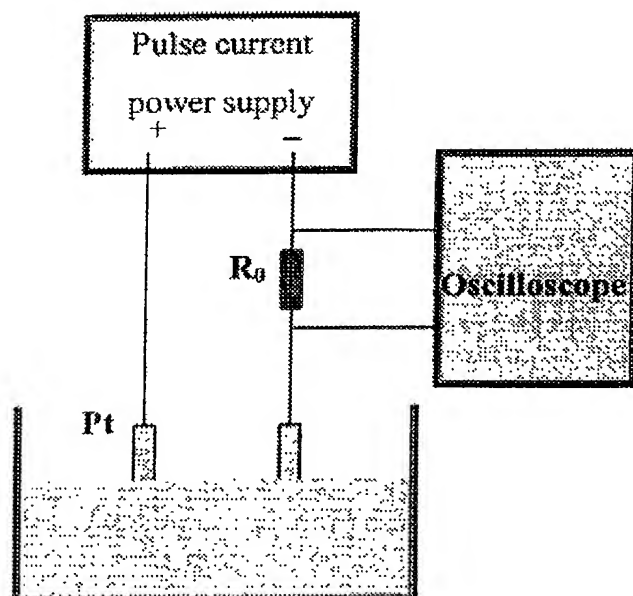 Pulse current
power supply
+ −
R₀
Oscilloscope
Pt